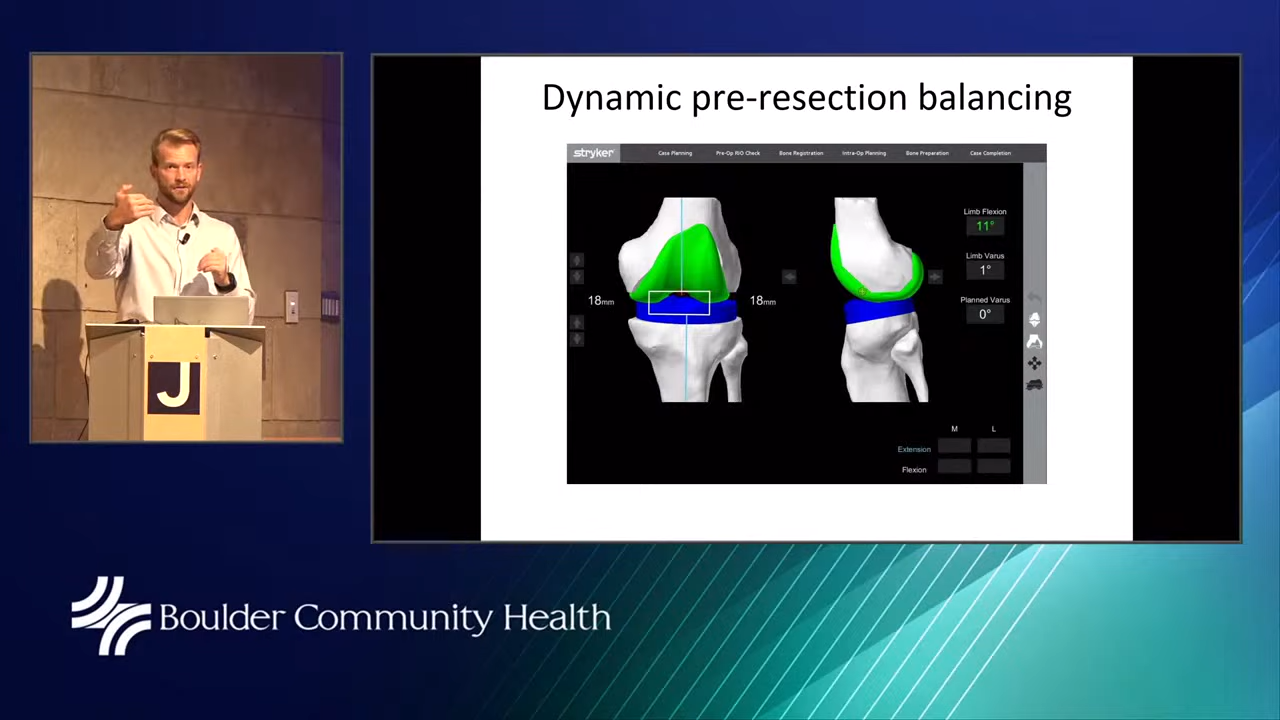 Dynamic pre-resection balancing
stryker
Case Planning
Pre-Op RIO Check
Bone Registration
Intra-Op Planning
Bone Preparation
Case Completion
Limb Flexion
11°
Limb Varus
1°
18mm
18mm
Planned Varus
0°
M L
Extension
Flexion
J
Boulder Community Health